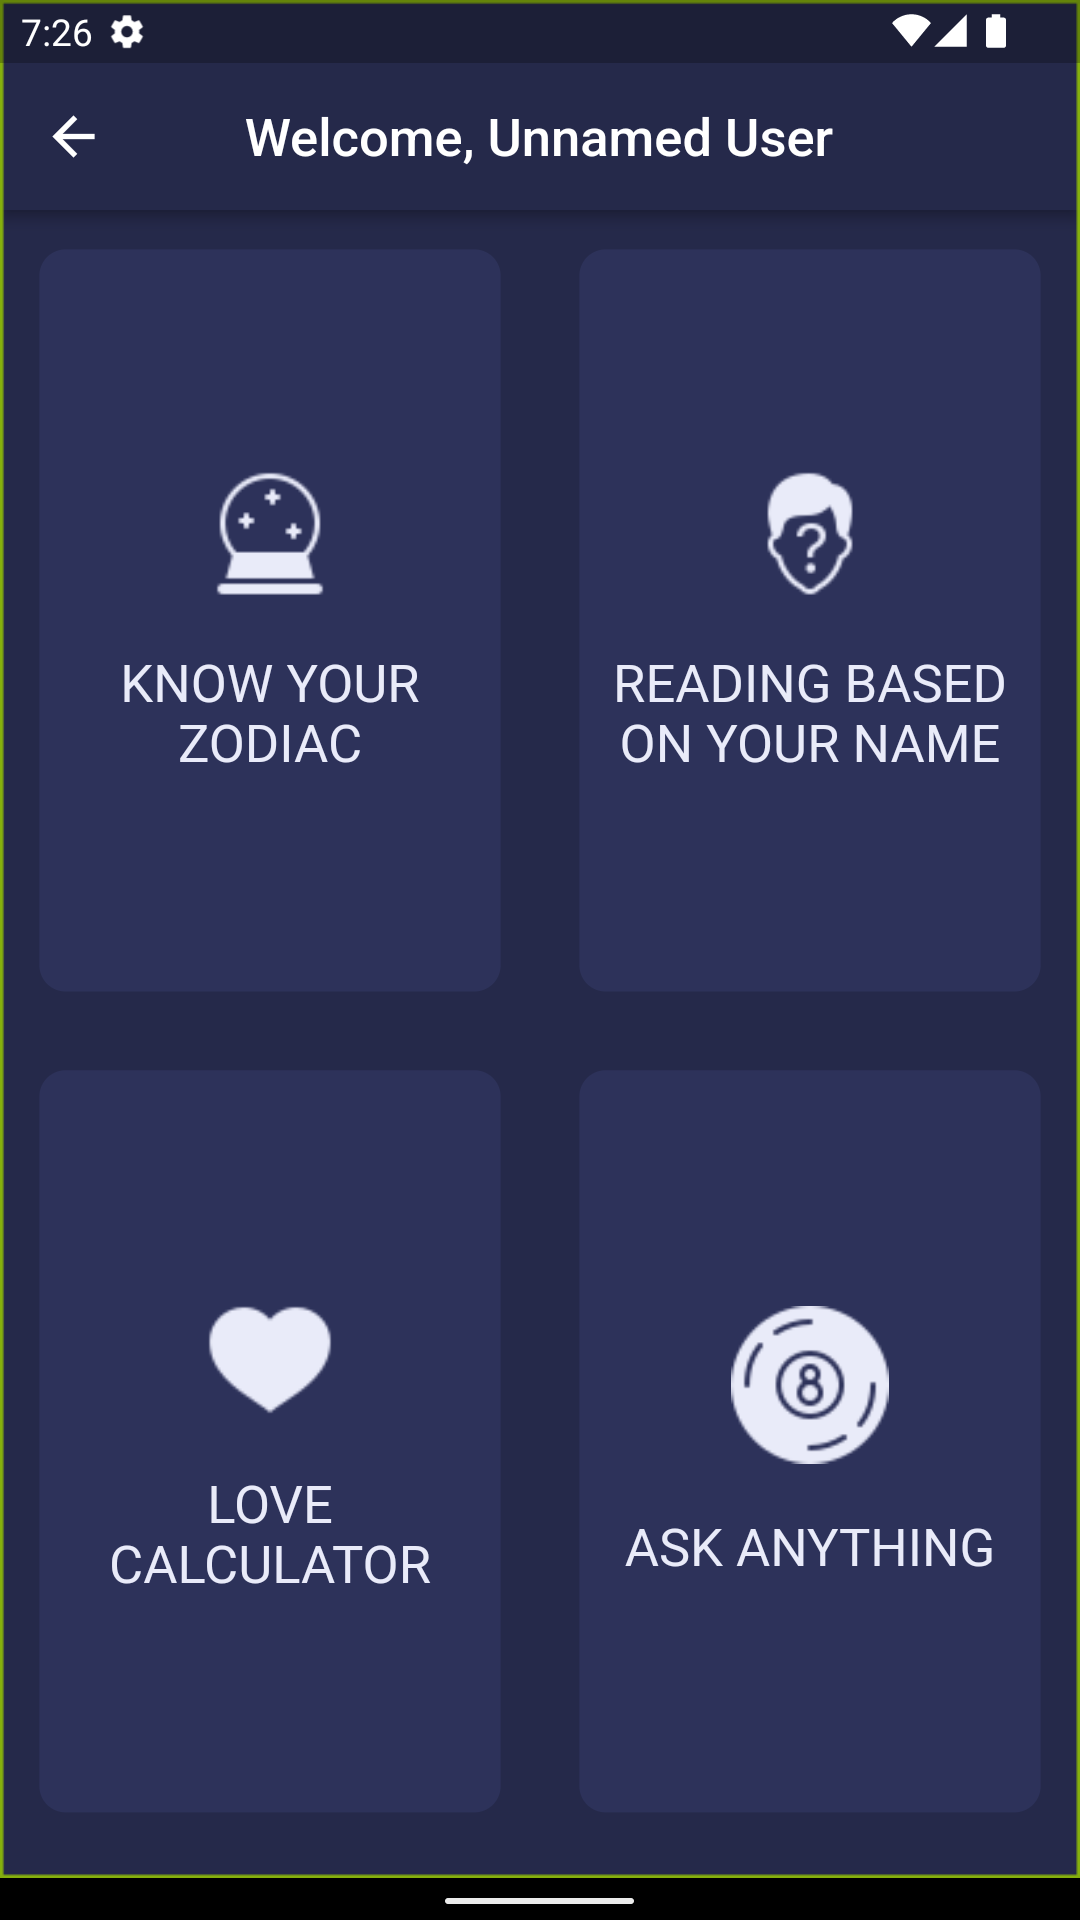 7:26
Welcome, Unnamed User
KNOW YOUR
ZODIAC
READING BASED
ON YOUR NAME
LOVE
CALCULATOR
8
ASK ANYTHING